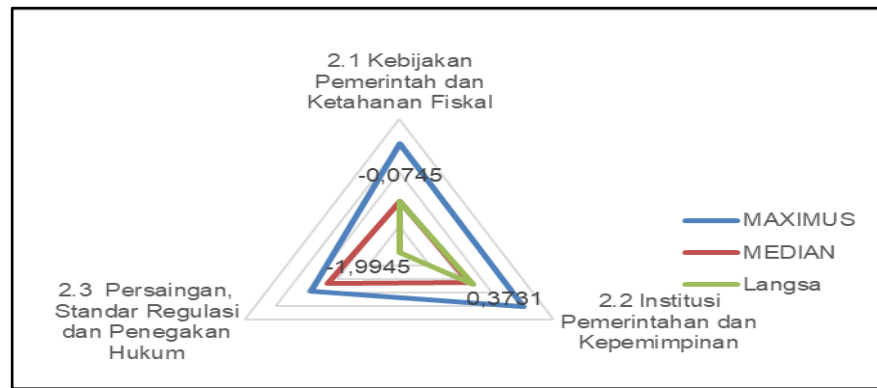 2.1 Kebijakan
Pemerintah dan
Ketahanan Fiskal
-0,0745
MAXIMUS
MEDIAN
Langsa
-1,9945
0,3731
2.3 Persaingan,
Standar Regulasi
dan Penegakan
Hukum
2.2 Institusi
Pemerintahan dan
Kepemimpinan